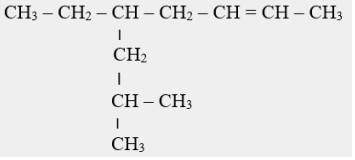 CH₃ – CH₂ – CH – CH₂ – CH = CH – CH₃
CH₂
CH – CH₃
CH₃